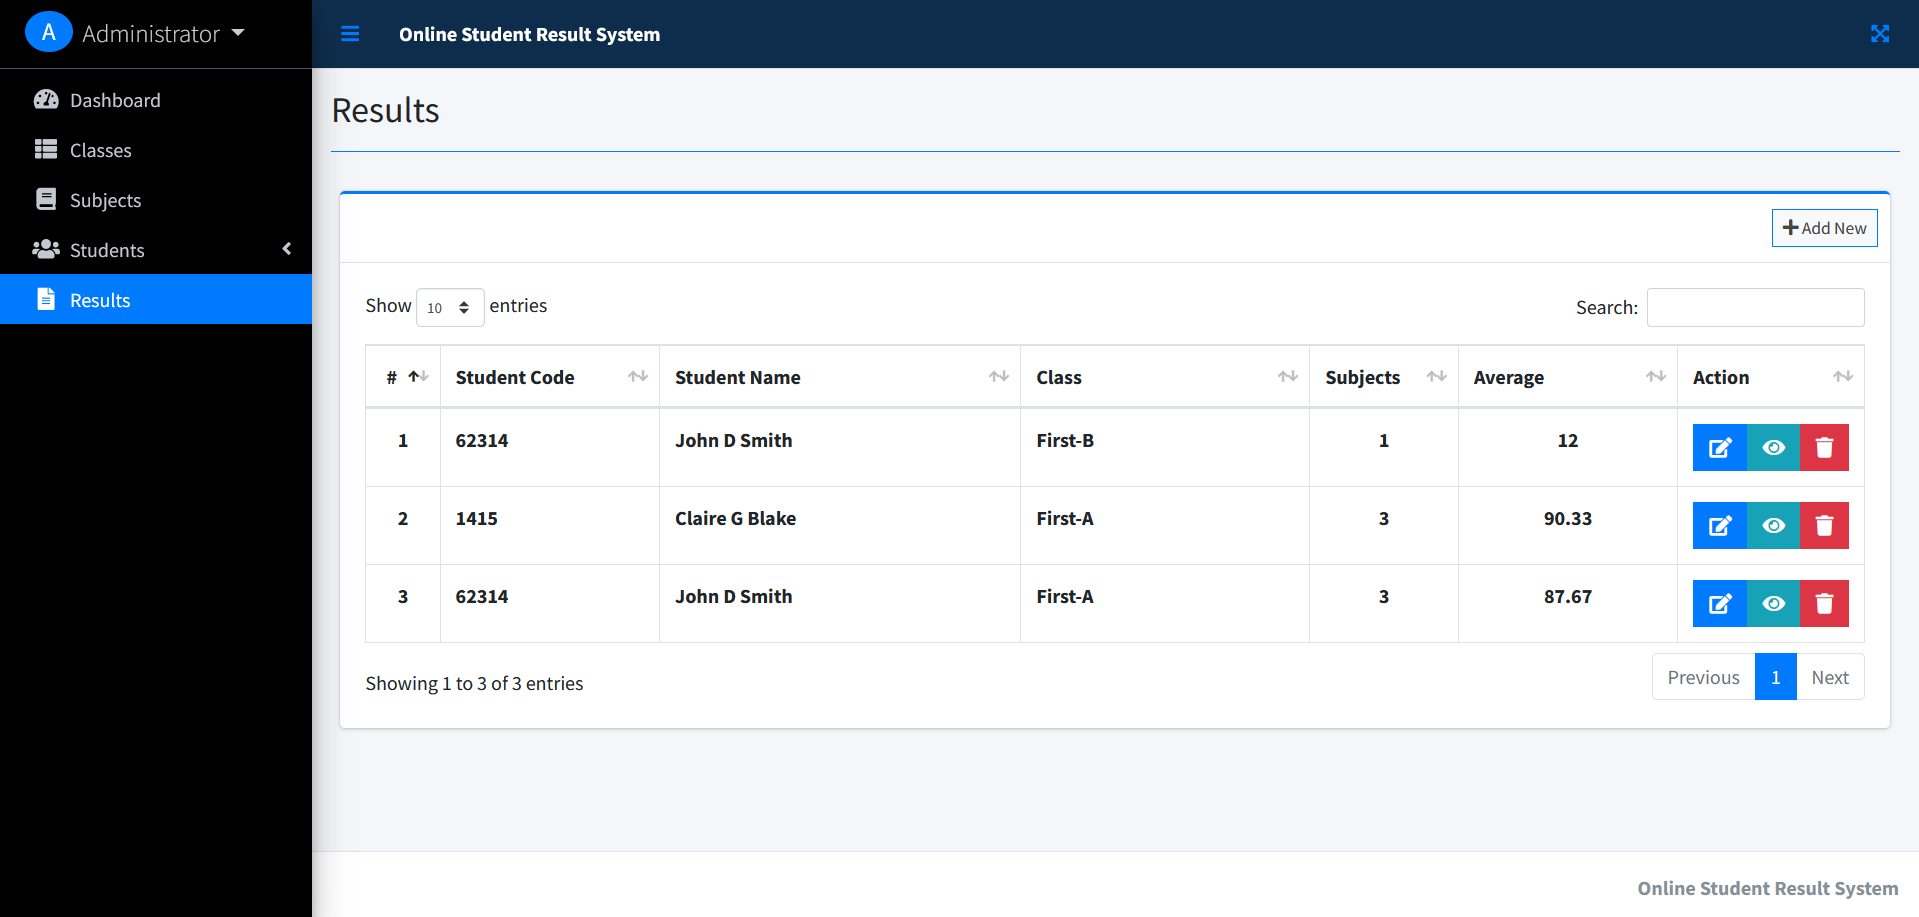 A Administrator
Online Student Result System
Dashboard
Classes
Subjects
Students
Results
Results
Add New
Show 10 entries
Search:
# Student Code Student Name Class Subjects Average Action
1 62314 John D Smith First-B 1 12
2 1415 Claire G Blake First-A 3 90.33
3 62314 John D Smith First-A 3 87.67
Showing 1 to 3 of 3 entries
Previous 1 Next
Online Student Result System